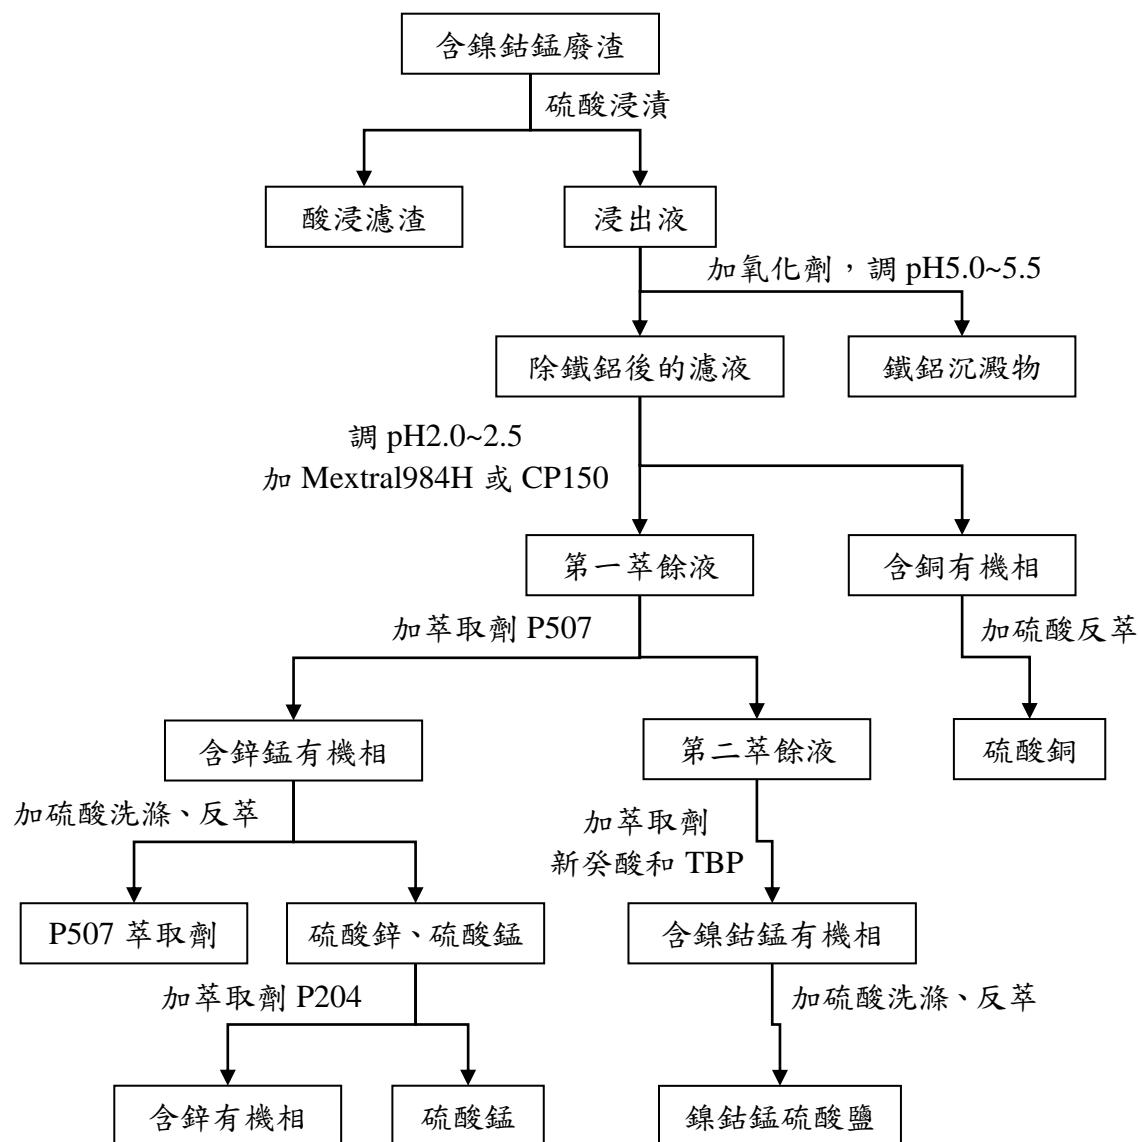 含鎳鈷錳廢渣
硫酸浸漬
酸浸濾渣
浸出液
加氧化劑，調 pH5.0~5.5
除鐵鋁後的濾液
鐵鋁沉澱物
調 pH2.0~2.5
加 Mextral984H 或 CP150
第一萃餘液
含銅有機相
加萃取劑 P507
加硫酸反萃
含鋅錳有機相
第二萃餘液
硫酸銅
加硫酸洗滌、反萃
加萃取劑
新癸酸和 TBP
P507 萃取劑
硫酸鋅、硫酸錳
含鎳鈷錳有機相
加萃取劑 P204
加硫酸洗滌、反萃
含鋅有機相
硫酸錳
鎳鈷錳硫酸鹽